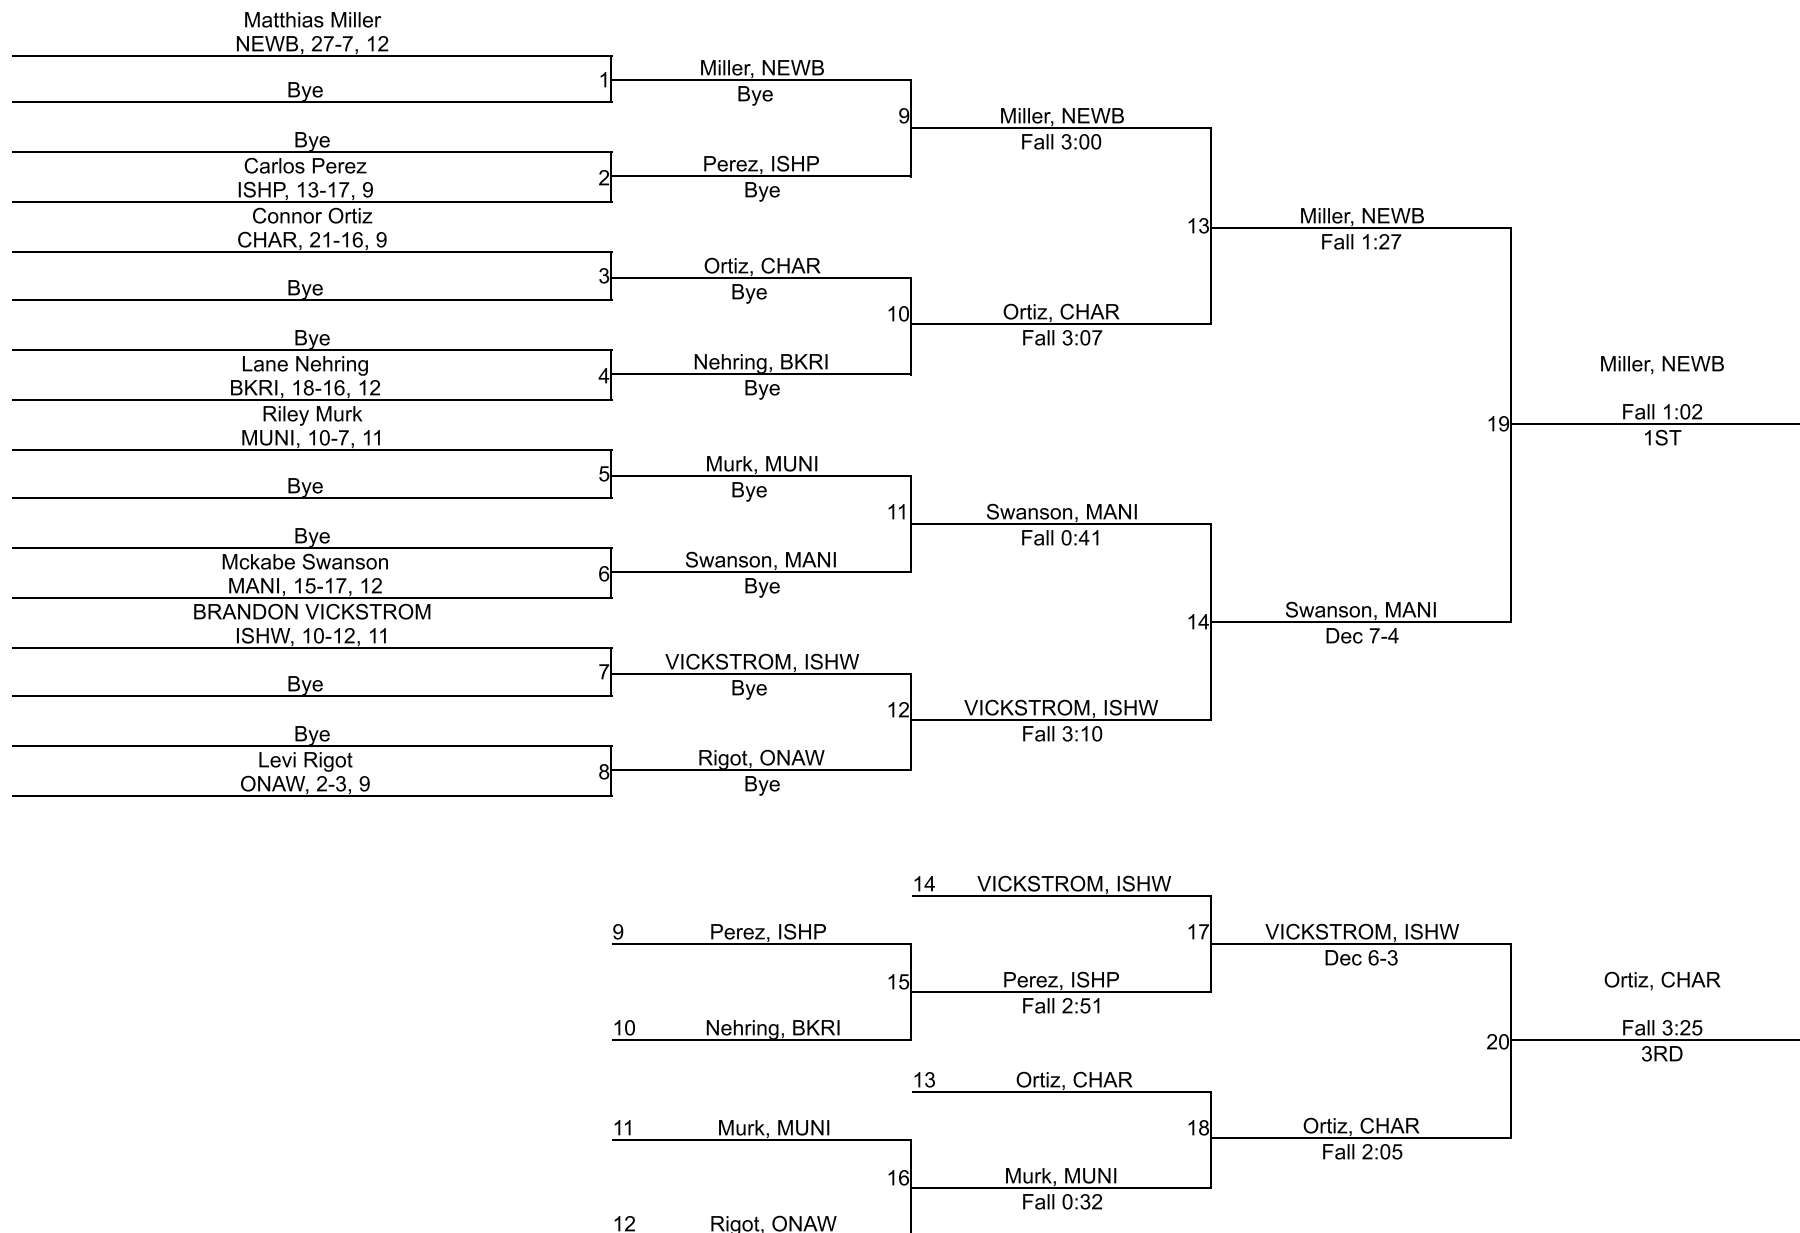 Matthias Miller
NEWB, 27-7, 12
1
Bye
Miller, NEWB
Bye
9
Bye
Carlos Perez
ISHP, 13-17, 9
2
Perez, ISHP
Bye
Miller, NEWB
Fall 3:00
13
Connor Ortiz
CHAR, 21-16, 9
3
Bye
Ortiz, CHAR
Bye
10
Bye
Lane Nehring
BKRI, 18-16, 12
4
Nehring, BKRI
Bye
Ortiz, CHAR
Fall 3:07
Miller, NEWB
Fall 1:27
19
Riley Murk
MUNI, 10-7, 11
5
Bye
Murk, MUNI
Bye
11
Bye
Mckabe Swanson
MANI, 15-17, 12
6
Swanson, MANI
Bye
Swanson, MANI
Fall 0:41
14
BRANDON VICKSTROM
ISHW, 10-12, 11
7
Bye
VICKSTROM, ISHW
Bye
12
Bye
Levi Rigot
ONAW, 2-3, 9
8
Rigot, ONAW
Bye
VICKSTROM, ISHW
Fall 3:10
Swanson, MANI
Dec 7-4
Miller, NEWB
Fall 1:02
1ST
14 VICKSTROM, ISHW
17
9 Perez, ISHP
15
10 Nehring, BKRI
Perez, ISHP
Fall 2:51
VICKSTROM, ISHW
Dec 6-3
20
13 Ortiz, CHAR
18
11 Murk, MUNI
16
12 Rigot, ONAW
Murk, MUNI
Fall 0:32
Ortiz, CHAR
Fall 2:05
Ortiz, CHAR
Fall 3:25
3RD